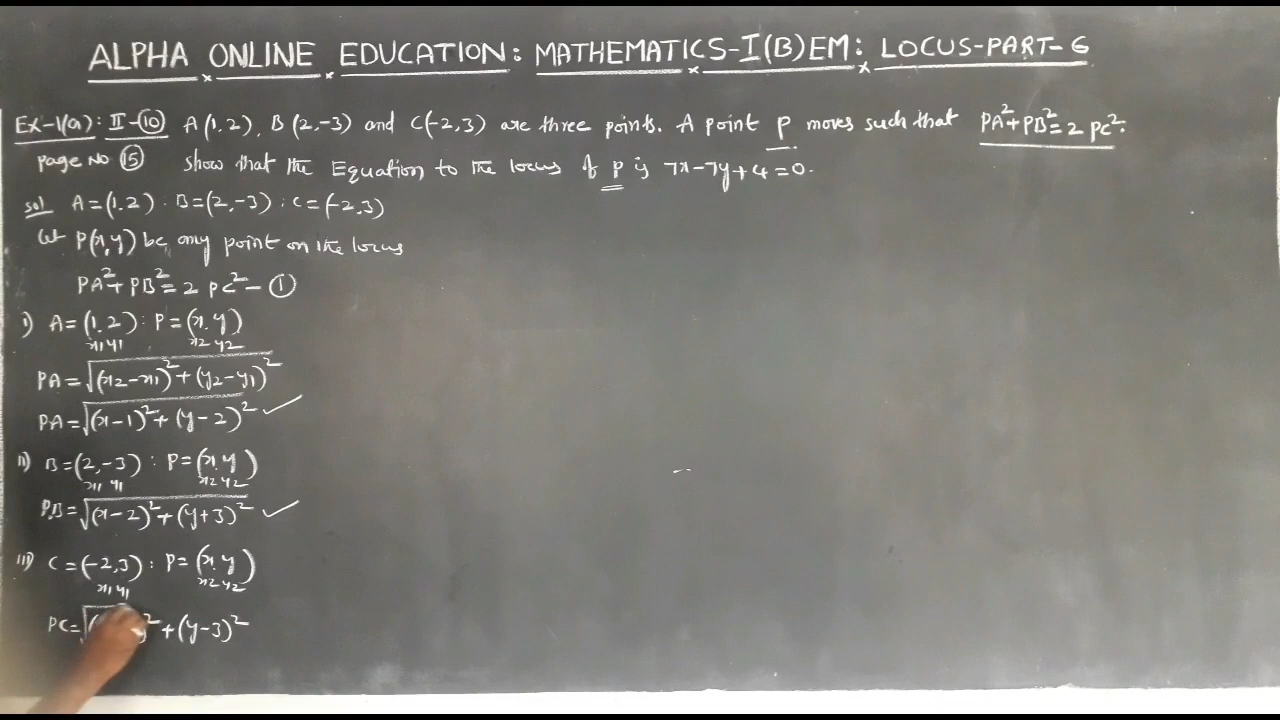 ALPHA ONLINE EDUCATION: MATHEMATICS-I(B)EM: LOCUS-PART-6
Ex-1(a): II-(10) A(1,2), B(2,-3) and C(-2,3) are three points. A point P moves such that PA²+PB²=2PC².
page No (15) show that the Equation to the locus of P is 7x-7y+4=0.
sol A=(1,2) : B=(2,-3) ; C=(-2,3)
let P(x,y) be any point on the locus
PA²+PB²=2 PC² - (1)
i) A=(1,2) : P=(x,y)
x₁ y₁ x₂ y₂
PA=√(x₂-x₁)²+(y₂-y₁)²
PA=√(x-1)²+(y-2)² ✓
ii) B=(2,-3) : P=(x,y)
x₁ y₁ x₂ y₂
PB=√(x-2)²+(y+3)² ✓
iii) C=(-2,3) : P=(x,y)
x₁ y₁ x₂ y₂
PC=√( )²+(y-3)²